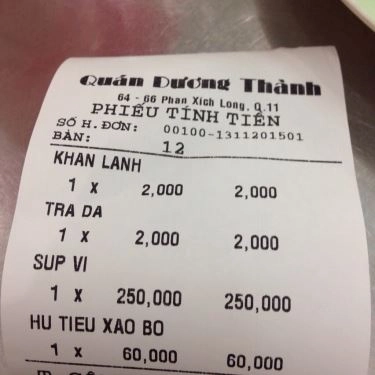 Quán Dương Thành
64 - 66 Phan Xích Long, Q.11
PHIẾU TÍNH TIỀN
SỐ H.ĐƠN: 00100-1311201501
BÀN: 12
KHAN LANH
1 X 2,000 2,000
TRA DA
1 X 2,000 2,000
SUP VI
1 X 250,000 250,000
HU TIEU XAO BO
1 X 60,000 60,000